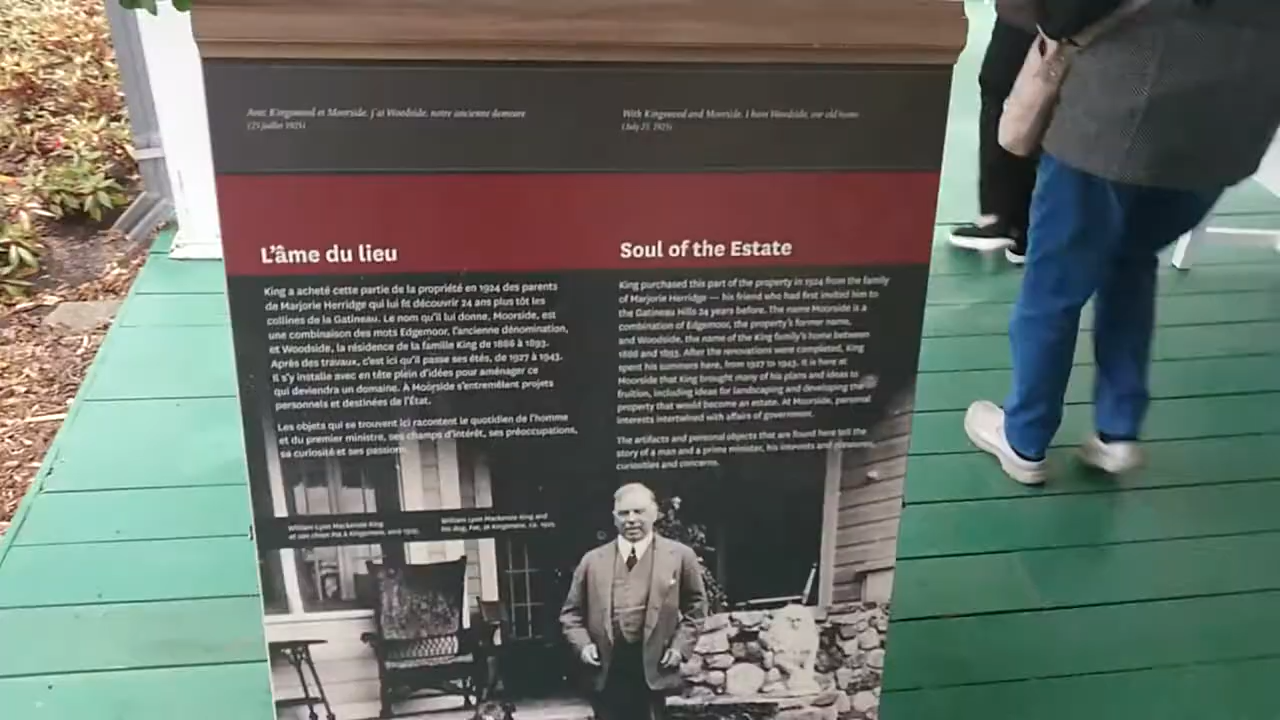 Avec Kingswood et Moorside, j'ai Woodside, notre ancienne demeure
(25 juillet 1925)
With Kingswood and Moorside, I have Woodside, our old home
(July 25, 1925)
L'âme du lieu
King a acheté cette partie de la propriété en 1924 des parents
de Marjorie Herridge qui lui fit découvrir 24 ans plus tôt les
collines de la Gatineau. Le nom qu'il lui donne, Moorside, est
une combinaison des mots Edgemoor, l'ancienne dénomination,
et Woodside, la résidence de la famille King de 1886 à 1893.
Après des travaux, c'est ici qu'il passe ses étés, de 1927 à 1943.
Il s'y installe avec en tête plein d'idées pour aménager ce
qui deviendra un domaine. À Moorside s'entremêlent projets
personnels et destinées de l'État.
Les objets qui se trouvent ici racontent le quotidien de l'homme
et du premier ministre, ses champs d'intérêt, ses préoccupations,
sa curiosité et ses passions.
Soul of the Estate
King purchased this part of the property in 1924 from the family
of Marjorie Herridge — his friend who had first invited him to
the Gatineau Hills 24 years before. The name Moorside is a
combination of Edgemoor, the property's former name,
and Woodside, the name of the King family's home between
1886 and 1893. After the renovations were completed, King
spent his summers here, from 1927 to 1943. It is here at
Moorside that King brought many of his plans and ideas to
fruition, including ideas for landscaping and developing the
property that would become an estate. At Moorside, personal
interests intertwined with affairs of government.
The artifacts and personal objects that are found here tell the
story of a man and a prime minister, his interests and pleasures,
curiosities and concerns.
William Lyon Mackenzie King
et son chien Pat à Kingsmere,
William Lyon Mackenzie King and
his dog, Pat, at Kingsmere, ca.